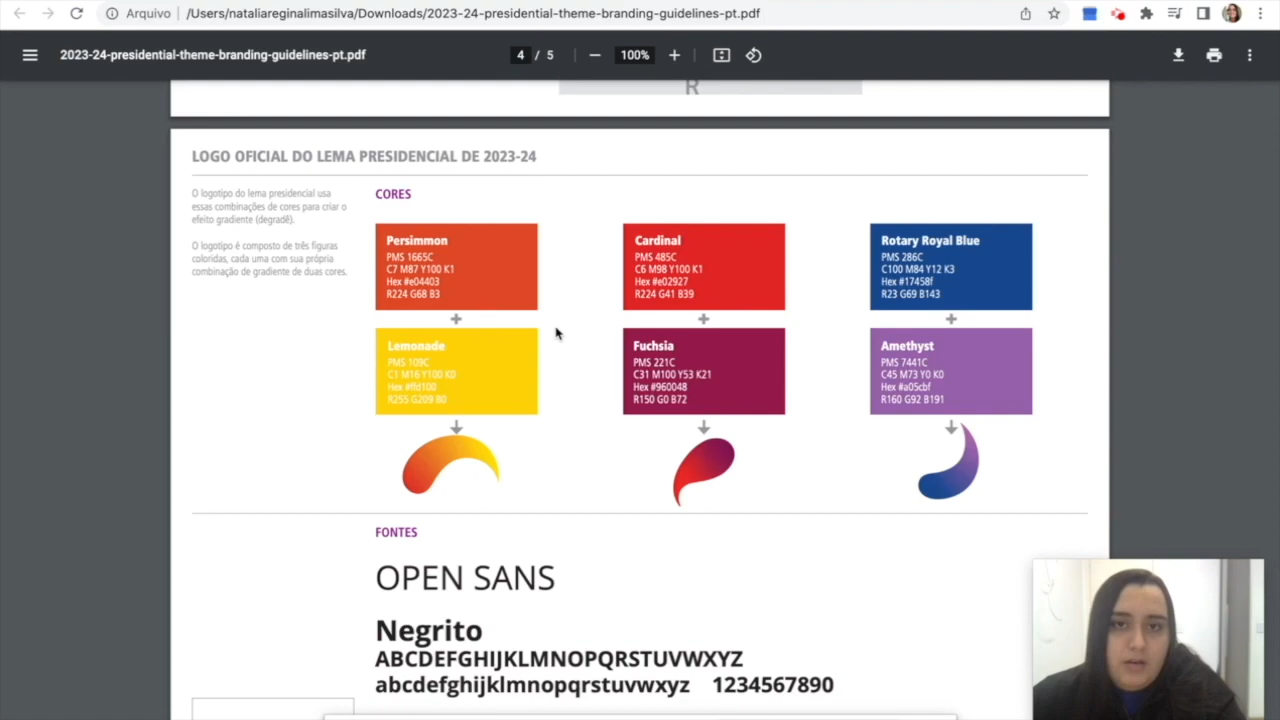 Arquivo
/Users/nataliareginalimasilva/Downloads/2023-24-presidential-theme-branding-guidelines-pt.pdf
2023-24-presidential-theme-branding-guidelines-pt.pdf
4 / 5
100%
R
LOGO OFICIAL DO LEMA PRESIDENCIAL DE 2023-24
O logotipo do lema presidencial usa
essas combinações de cores para criar o
efeito gradiente (degradê).
O logotipo é composto de três figuras
coloridas, cada uma com sua própria
combinação de gradiente de duas cores.
CORES
Persimmon
PMS 1665C
C7 M87 Y100 K1
Hex #e04403
R224 G68 B3
Cardinal
PMS 485C
C6 M98 Y100 K1
Hex #e02927
R224 G41 B39
Rotary Royal Blue
PMS 286C
C100 M84 Y12 K3
Hex #17458f
R23 G69 B143
Lemonade
PMS 109C
C1 M16 Y100 K0
Hex #ffd100
R255 G209 B0
Fuchsia
PMS 221C
C31 M100 Y53 K21
Hex #960048
R150 G0 B72
Amethyst
PMS 7441C
C45 M73 Y0 K0
Hex #a05cbf
R160 G92 B191
FONTES
OPEN SANS
Negrito
ABCDEFGHIJKLMNOPQRSTUVWXYZ
abcdefghijklmnopqrstuvwxyz 1234567890